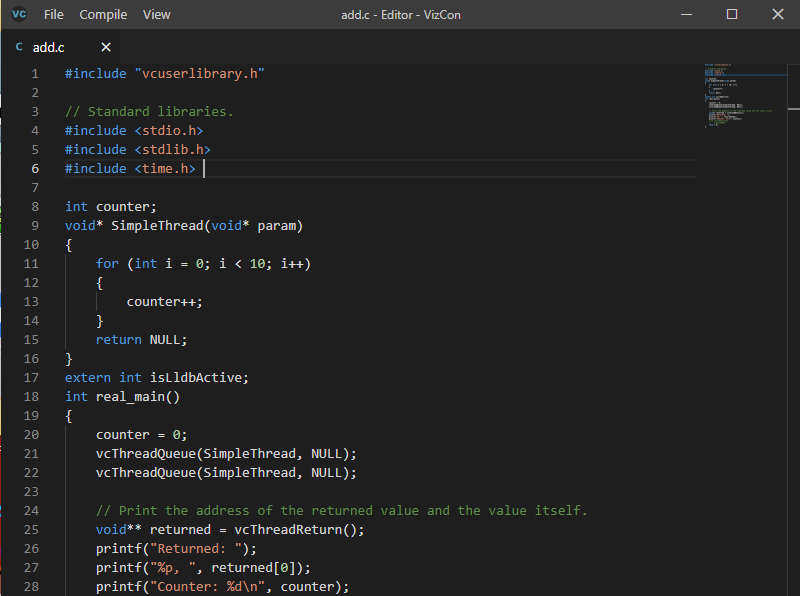 VC File Compile View add.c - Editor - VizCon
C add.c
1 #include "vcuserlibrary.h"
2
3 // Standard libraries.
4 #include <stdio.h>
5 #include <stdlib.h>
6 #include <time.h>
7
8 int counter;
9 void* SimpleThread(void* param)
10 {
11 for (int i = 0; i < 10; i++)
12 {
13 counter++;
14 }
15 return NULL;
16 }
17 extern int isLldbActive;
18 int real_main()
19 {
20 counter = 0;
21 vcThreadQueue(SimpleThread, NULL);
22 vcThreadQueue(SimpleThread, NULL);
23
24 // Print the address of the returned value and the value itself.
25 void** returned = vcThreadReturn();
26 printf("Returned: ");
27 printf("%p, ", returned[0]);
28 printf("Counter: %d\n", counter);